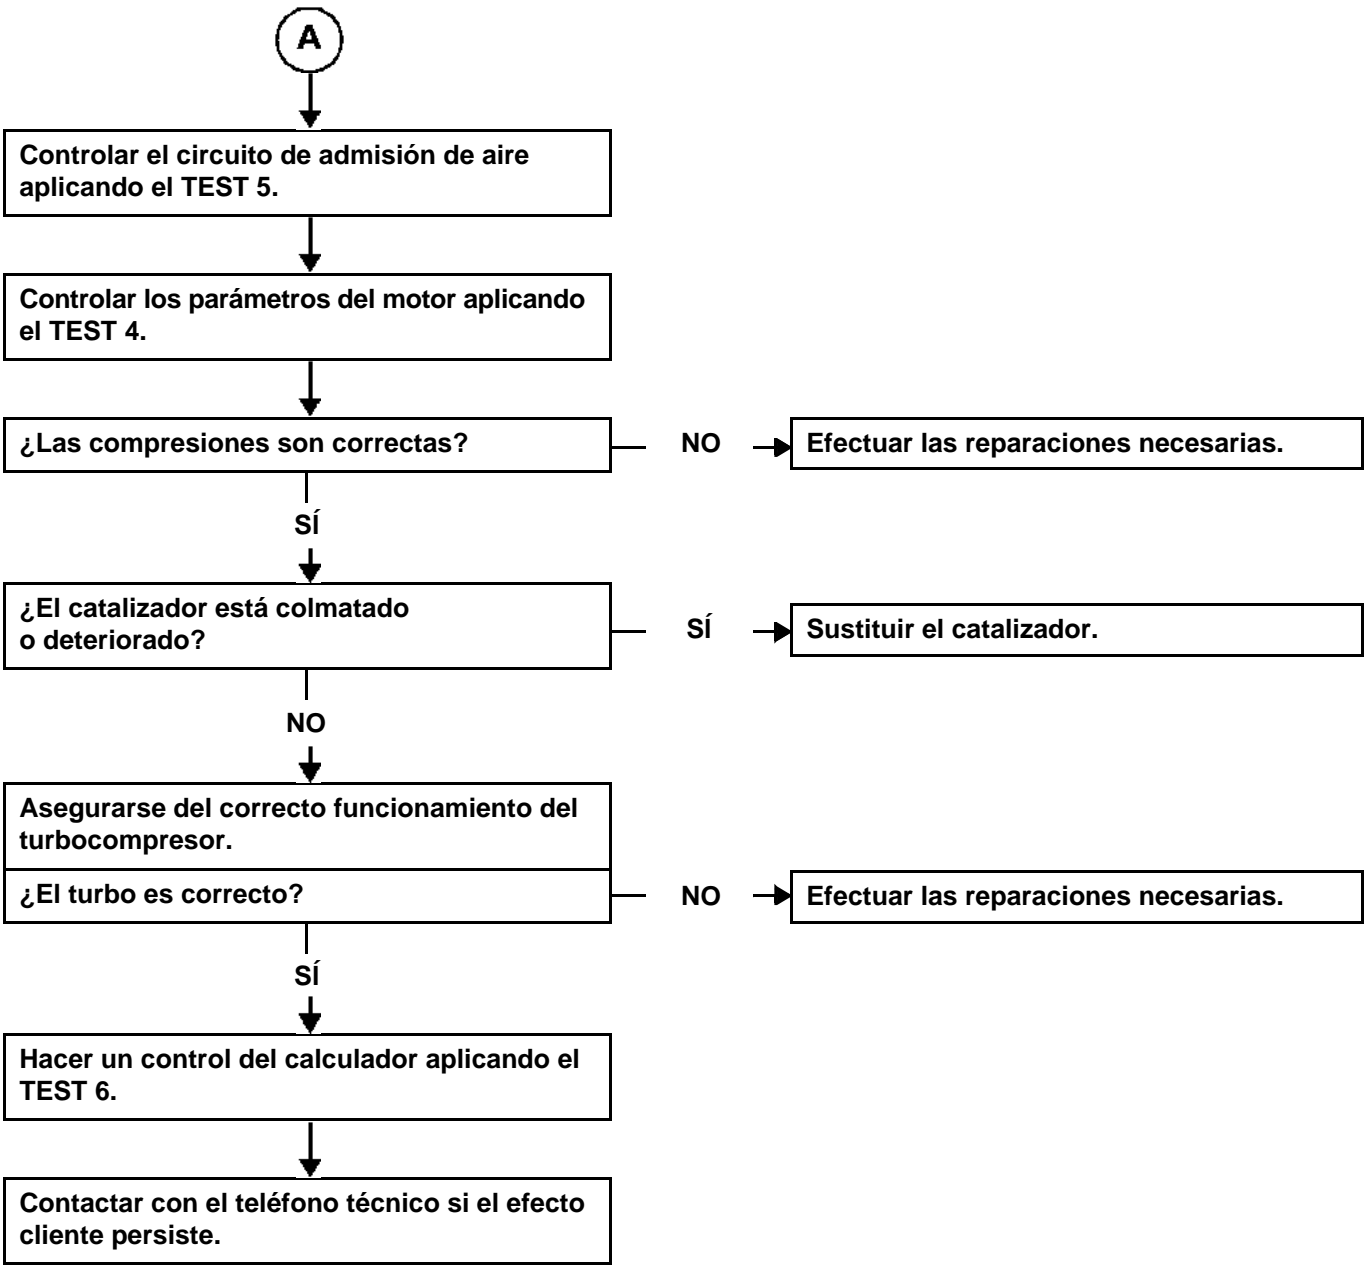 A
Controlar el circuito de admisión de aire
aplicando el TEST 5.
Controlar los parámetros del motor aplicando
el TEST 4.
¿Las compresiones son correctas?
NO
Efectuar las reparaciones necesarias.
SÍ
¿El catalizador está colmatado
o deteriorado?
SÍ
Sustituir el catalizador.
NO
Asegurarse del correcto funcionamiento del
turbocompresor.
¿El turbo es correcto?
NO
Efectuar las reparaciones necesarias.
SÍ
Hacer un control del calculador aplicando el
TEST 6.
Contactar con el teléfono técnico si el efecto
cliente persiste.